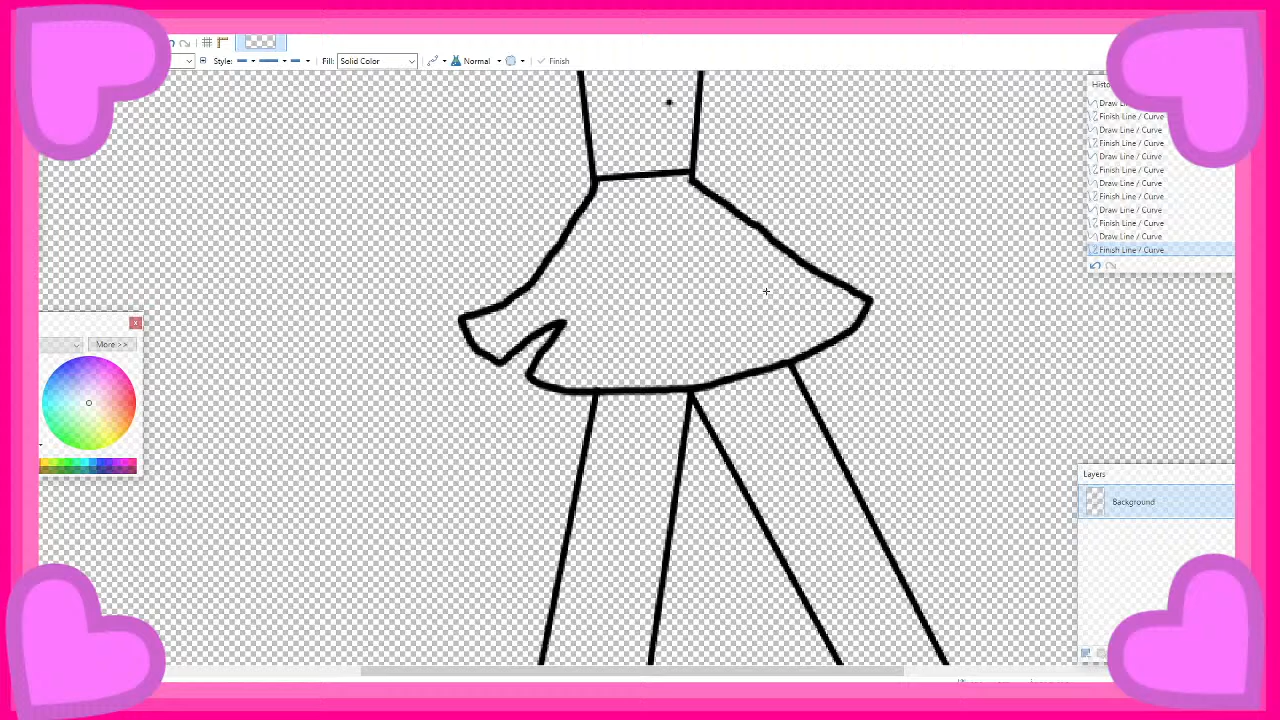 Style: Fill: Solid Color Normal Finish
Draw
Finish Line / Curve
Draw Line / Curve
Finish Line / Curve
Draw Line / Curve
Finish Line / Curve
Draw Line / Curve
Finish Line / Curve
Draw Line / Curve
Finish Line / Curve
Draw Line / Curve
Finish Line / Curve
More >>
Layers
Background